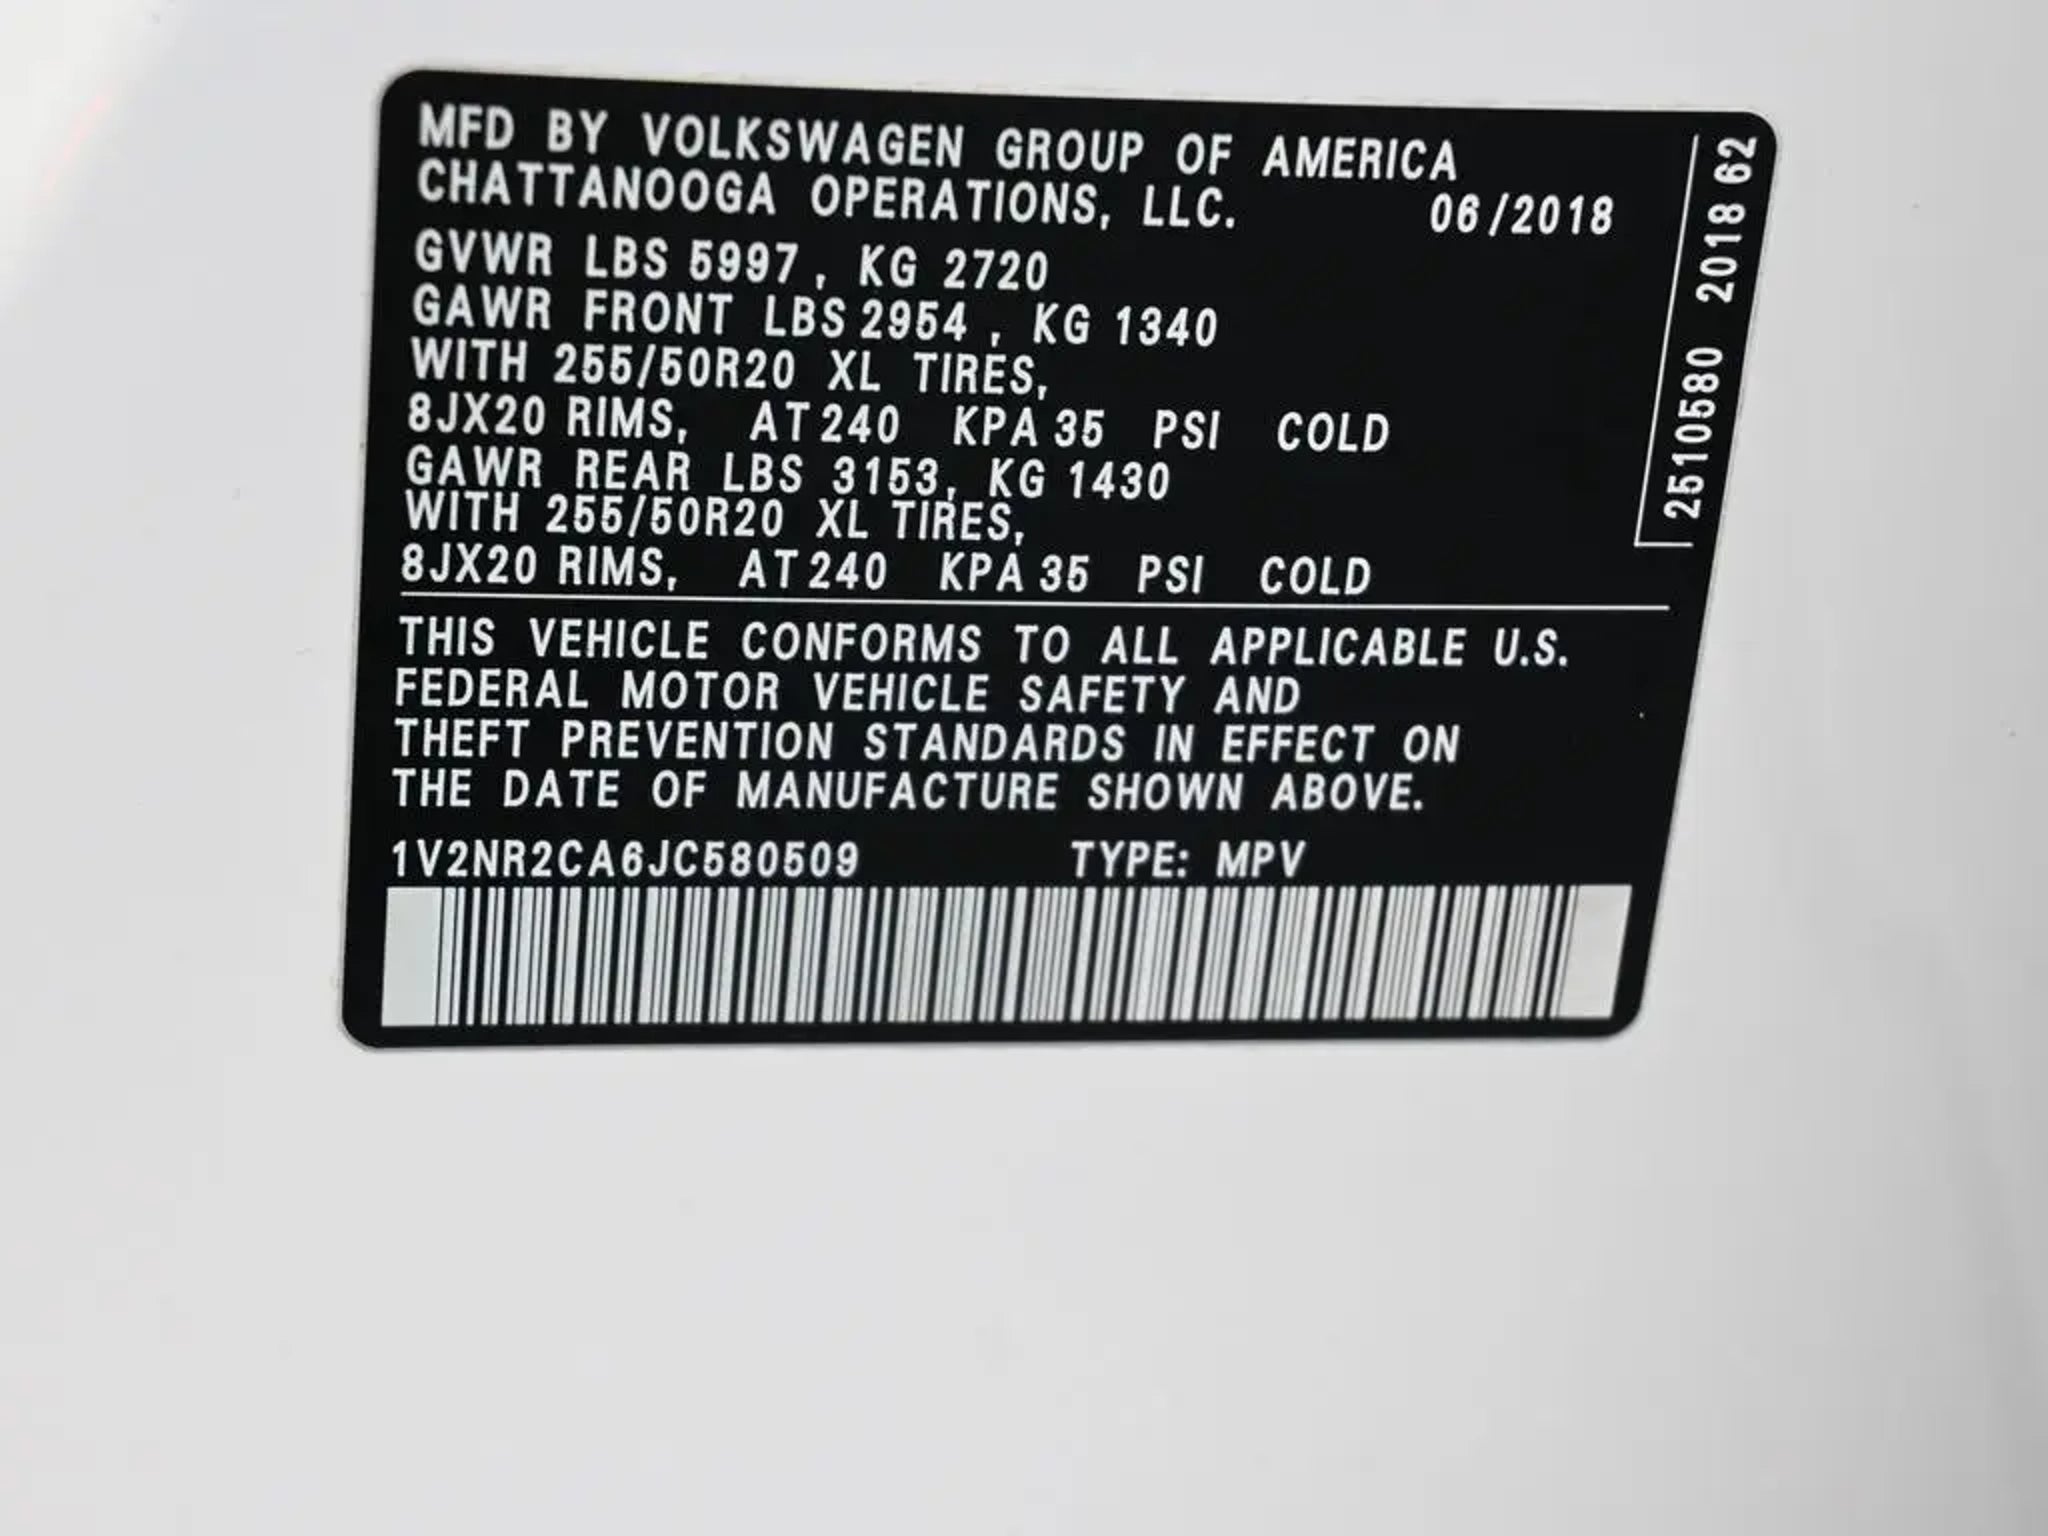 MFD BY VOLKSWAGEN GROUP OF AMERICA
CHATTANOOGA OPERATIONS, LLC. 06/2018
GVWR LBS 5997, KG 2720
GAWR FRONT LBS 2954, KG 1340
WITH 255/50R20 XL TIRES,
8JX20 RIMS, AT 240 KPA 35 PSI COLD
GAWR REAR LBS 3153, KG 1430
WITH 255/50R20 XL TIRES,
8JX20 RIMS, AT 240 KPA 35 PSI COLD
THIS VEHICLE CONFORMS TO ALL APPLICABLE U.S.
FEDERAL MOTOR VEHICLE SAFETY AND
THEFT PREVENTION STANDARDS IN EFFECT ON
THE DATE OF MANUFACTURE SHOWN ABOVE.
1V2NR2CA6JC580509 TYPE: MPV
2510580 2018 62